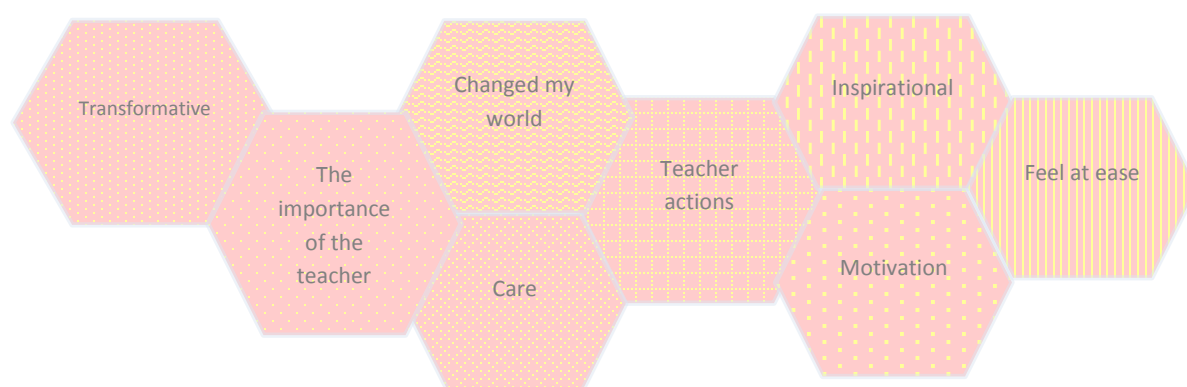 Transformative
The
importance
of the
teacher
Changed my
world
Care
Teacher
actions
Inspirational
Motivation
Feel at ease